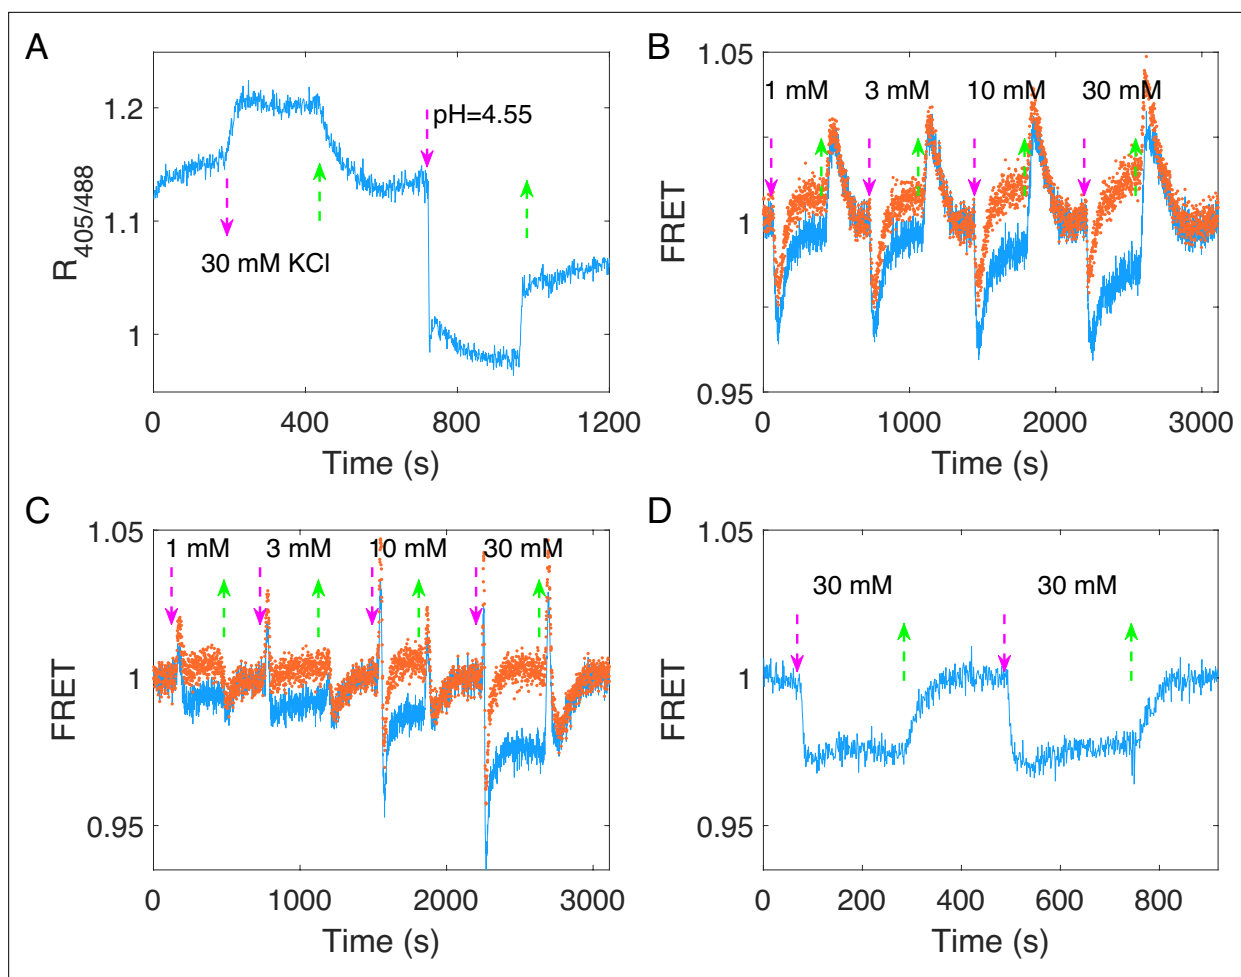 A
R405/488
1.2
1.1
1
pH=4.55
30 mM KCl
0 400 800 1200
Time (s)
B
FRET
1.05
1
0.95
1 mM 3 mM 10 mM 30 mM
0 1000 2000 3000
Time (s)
C
FRET
1.05
1
0.95
1 mM 3 mM 10 mM 30 mM
0 1000 2000 3000
Time (s)
D
FRET
1.05
1
0.95
30 mM 30 mM
0 200 400 600 800
Time (s)